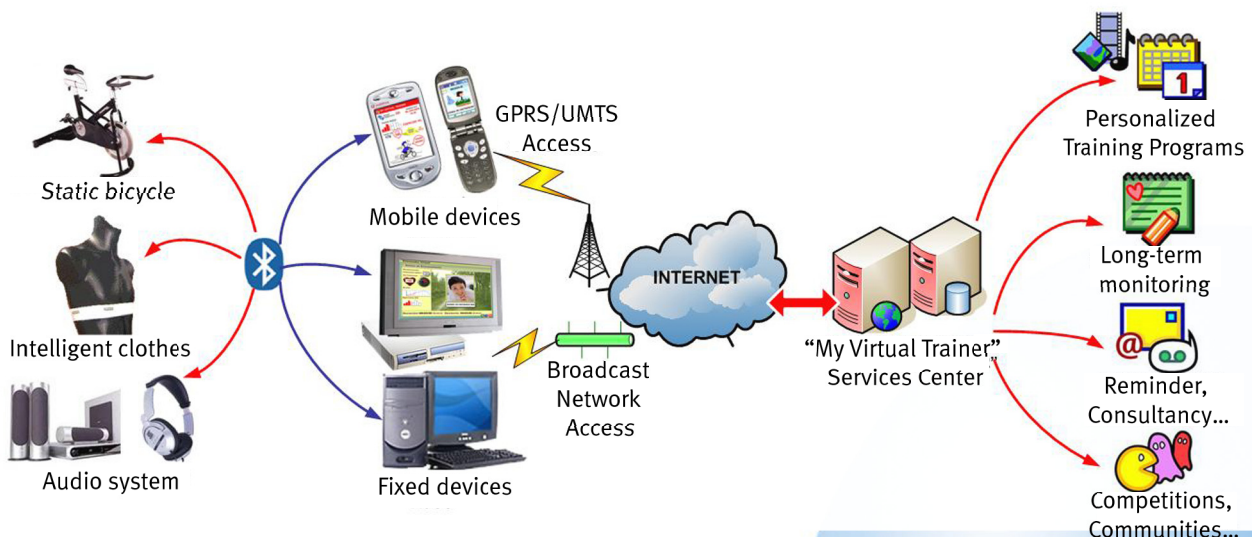 Static bicycle
Intelligent clothes
Audio system
Mobile devices
Fixed devices
GPRS/UMTS
Access
Broadcast
Network
Access
INTERNET
“My Virtual Trainer”
Services Center
Personalized
Training Programs
1
Long-term
monitoring
@
Reminder,
Consultancy...
Competitions,
Communities...